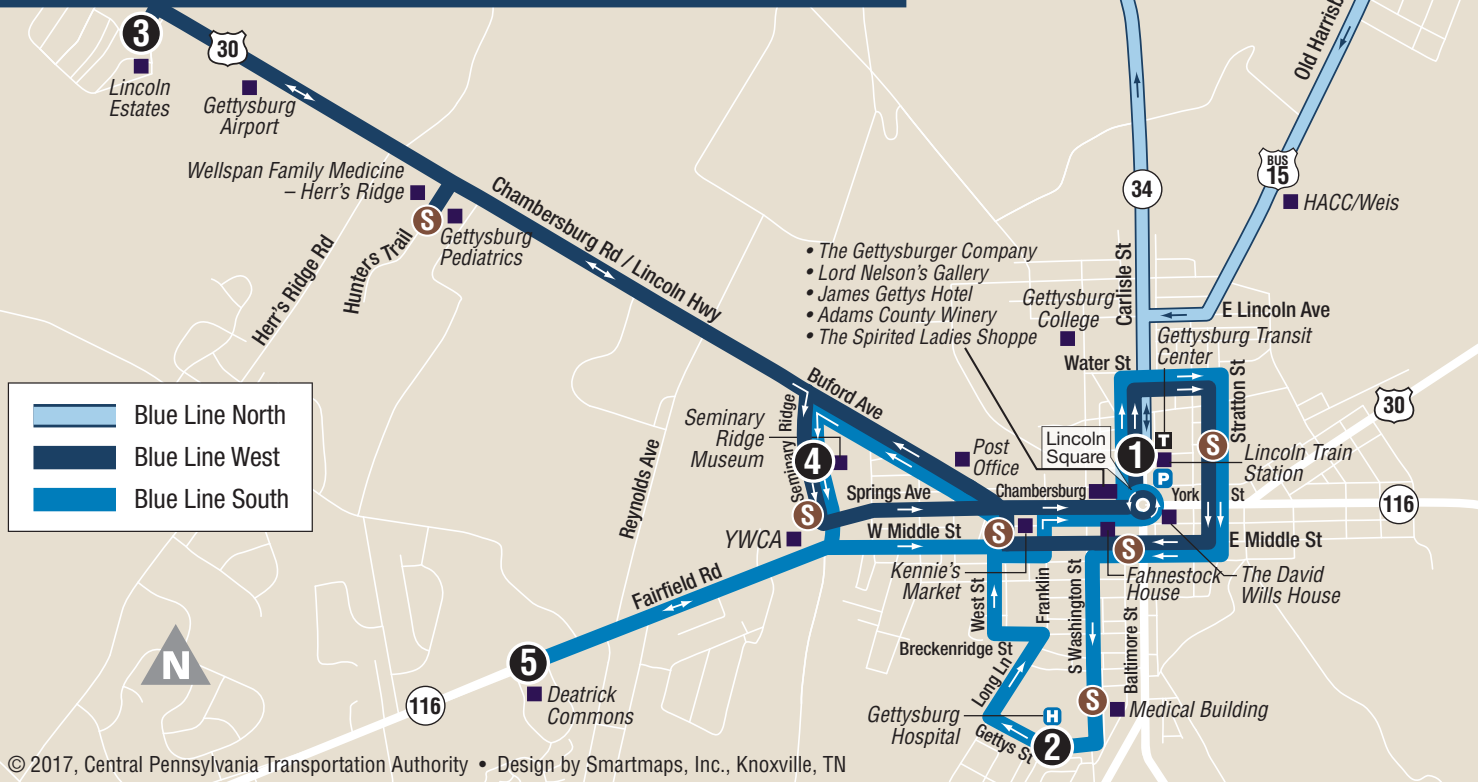 3
Lincoln
Estates
30
Gettysburg
Airport
Wellspan Family Medicine
– Herr's Ridge
S
Gettysburg
Pediatrics
Hunters Trail
Herr's Ridge Rd
Chambersburg Rd / Lincoln Hwy
34
Carlisle St
BUS
15
HACC/Weis
E Lincoln Ave
• The Gettysburger Company
• Lord Nelson's Gallery
• James Gettys Hotel
• Adams County Winery
• The Spirited Ladies Shoppe
Gettysburg
College
Gettysburg Transit
Center
Water St
Stratton St
30
Blue Line North
Blue Line West
Blue Line South
Buford Ave
Seminary
Ridge
Museum
Seminary Ridge
4
S
YWCA
Reynolds Ave
Post
Office
Springs Ave
Lincoln
Square
1
T
P
S
Lincoln Train
Station
Chambersburg
York
St
116
W Middle St
S
S
E Middle St
Kennie's
Market
Franklin
Fahnestock
House
The David
Wills House
Fairfield Rd
West St
S Washington St
Baltimore St
Breckenridge St
Long Ln
5
Deatrick
Commons
116
N
Gettysburg
Hospital
H
Gettys St
2
S
Medical Building
© 2017, Central Pennsylvania Transportation Authority • Design by Smartmaps, Inc., Knoxville, TN